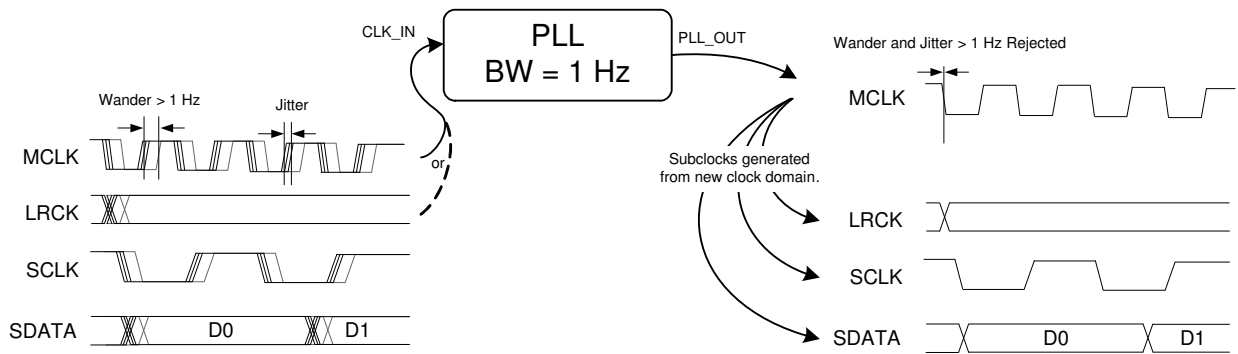 CLK_IN
PLL
BW = 1 Hz
PLL_OUT
Wander > 1 Hz
Jitter
MCLK
or
LRCK
SCLK
SDATA
D0
D1
Subclocks generated
from new clock domain.
Wander and Jitter > 1 Hz Rejected
MCLK
LRCK
SCLK
SDATA
D0
D1